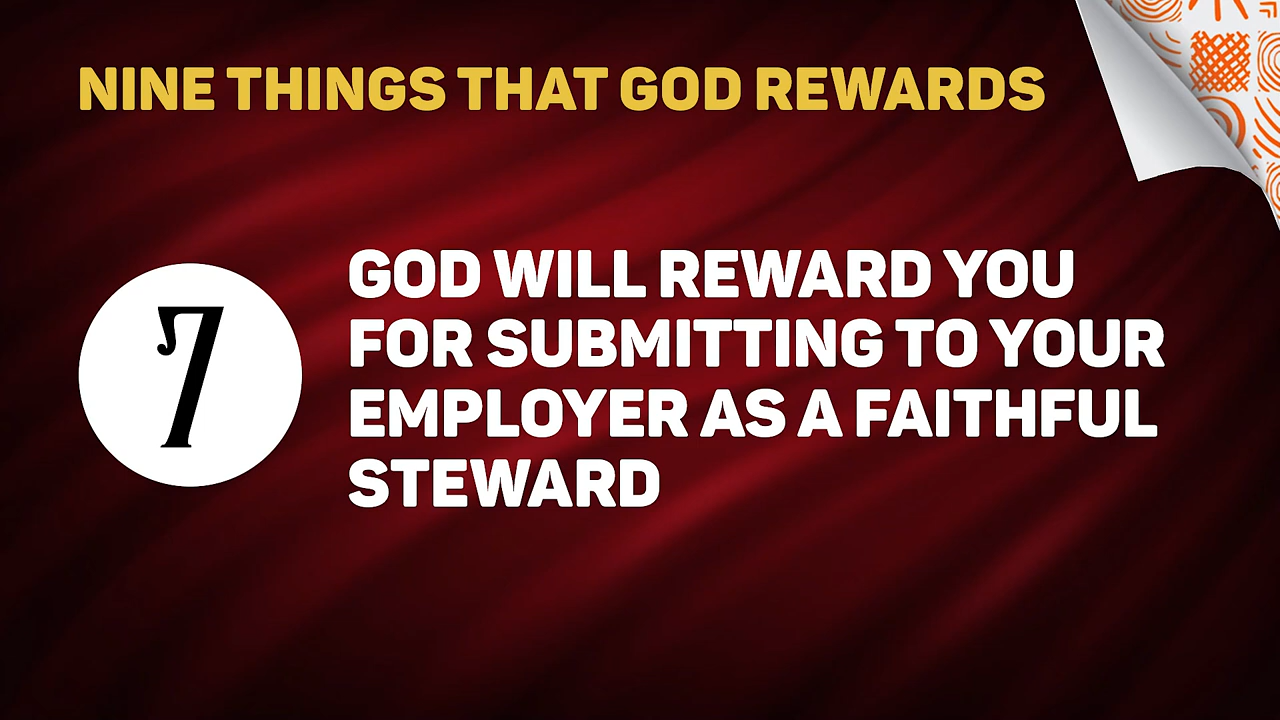 NINE THINGS THAT GOD REWARDS
7
GOD WILL REWARD YOU
FOR SUBMITTING TO YOUR
EMPLOYER AS A FAITHFUL
STEWARD